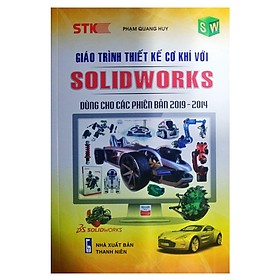 STK
PHẠM QUANG HUY
SW
GIÁO TRÌNH THIẾT KẾ CƠ KHÍ VỚI
SOLIDWORKS
DÙNG CHO CÁC PHIÊN BẢN 2019 - 2014
SOLIDWORKS
NHÀ XUẤT BẢN
THANH NIÊN